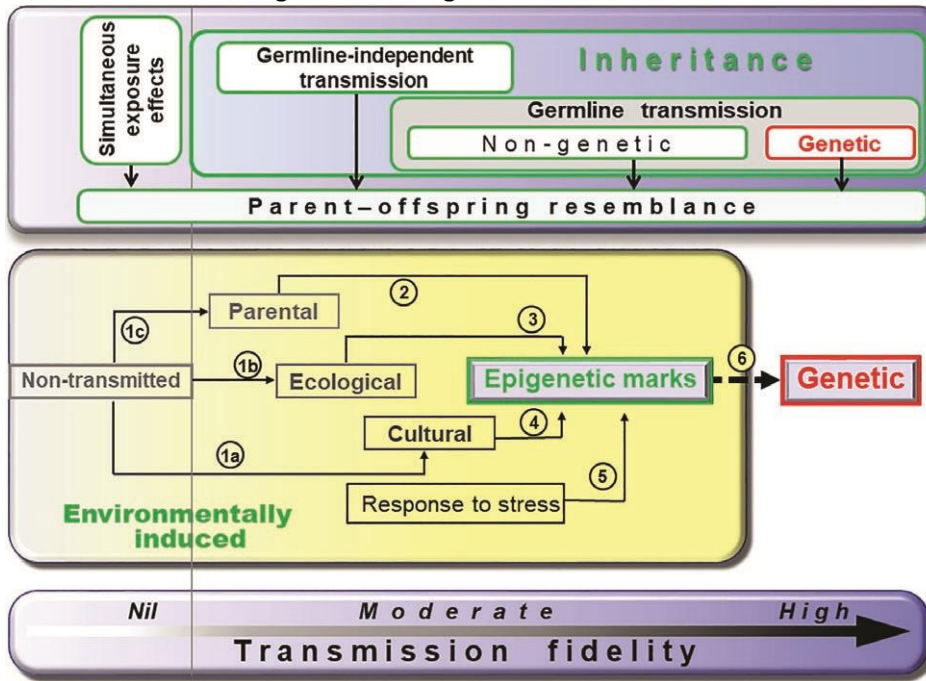 Simultaneous
exposure
effects
Germline-independent
transmission
Inheritance
Germline transmission
Non-genetic
Genetic
Parent–offspring resemblance
Parental
2
1c
3
Non-transmitted
1b
Ecological
Epigenetic marks
6
Genetic
Cultural
4
1a
Response to stress
5
Environmentally
induced
Nil
Moderate
High
Transmission fidelity